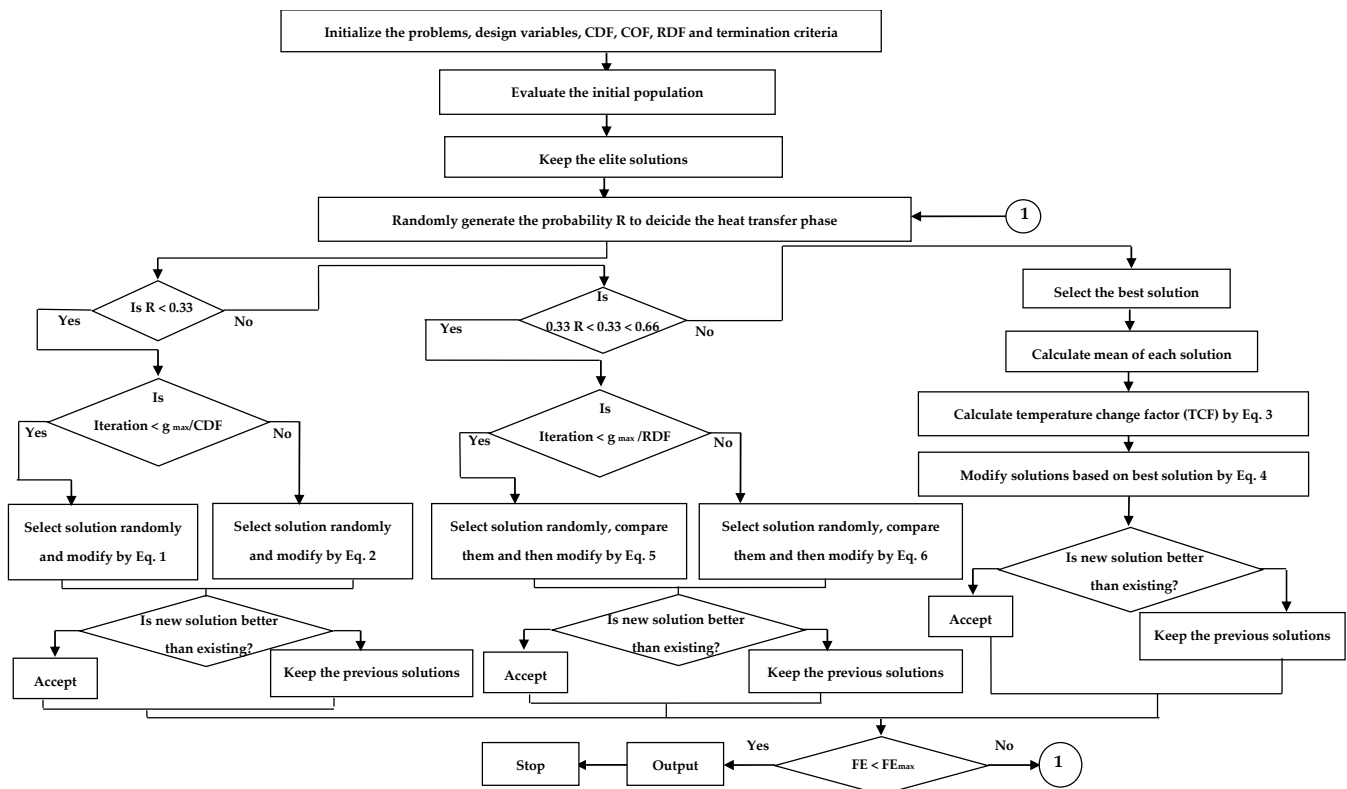 Initialize the problems, design variables, CDF, COF, RDF and termination criteria
Evaluate the initial population
Keep the elite solutions
Randomly generate the probability R to deicide the heat transfer phase
1
Is R < 0.33
Yes
No
Is
0.33 R < 0.33 < 0.66
Yes
No
Select the best solution
Calculate mean of each solution
Calculate temperature change factor (TCF) by Eq. 3
Modify solutions based on best solution by Eq. 4
Is
Iteration < g max/CDF
Yes
No
Is
Iteration < g max /RDF
Yes
No
Select solution randomly
and modify by Eq. 1
Select solution randomly
and modify by Eq. 2
Select solution randomly, compare
them and then modify by Eq. 5
Select solution randomly, compare
them and then modify by Eq. 6
Is new solution better
than existing?
Accept
Keep the previous solutions
Is new solution better
than existing?
Accept
Keep the previous solutions
Is new solution better
than existing?
Accept
Keep the previous solutions
FE < FEmax
Yes
No
Output
Stop
1